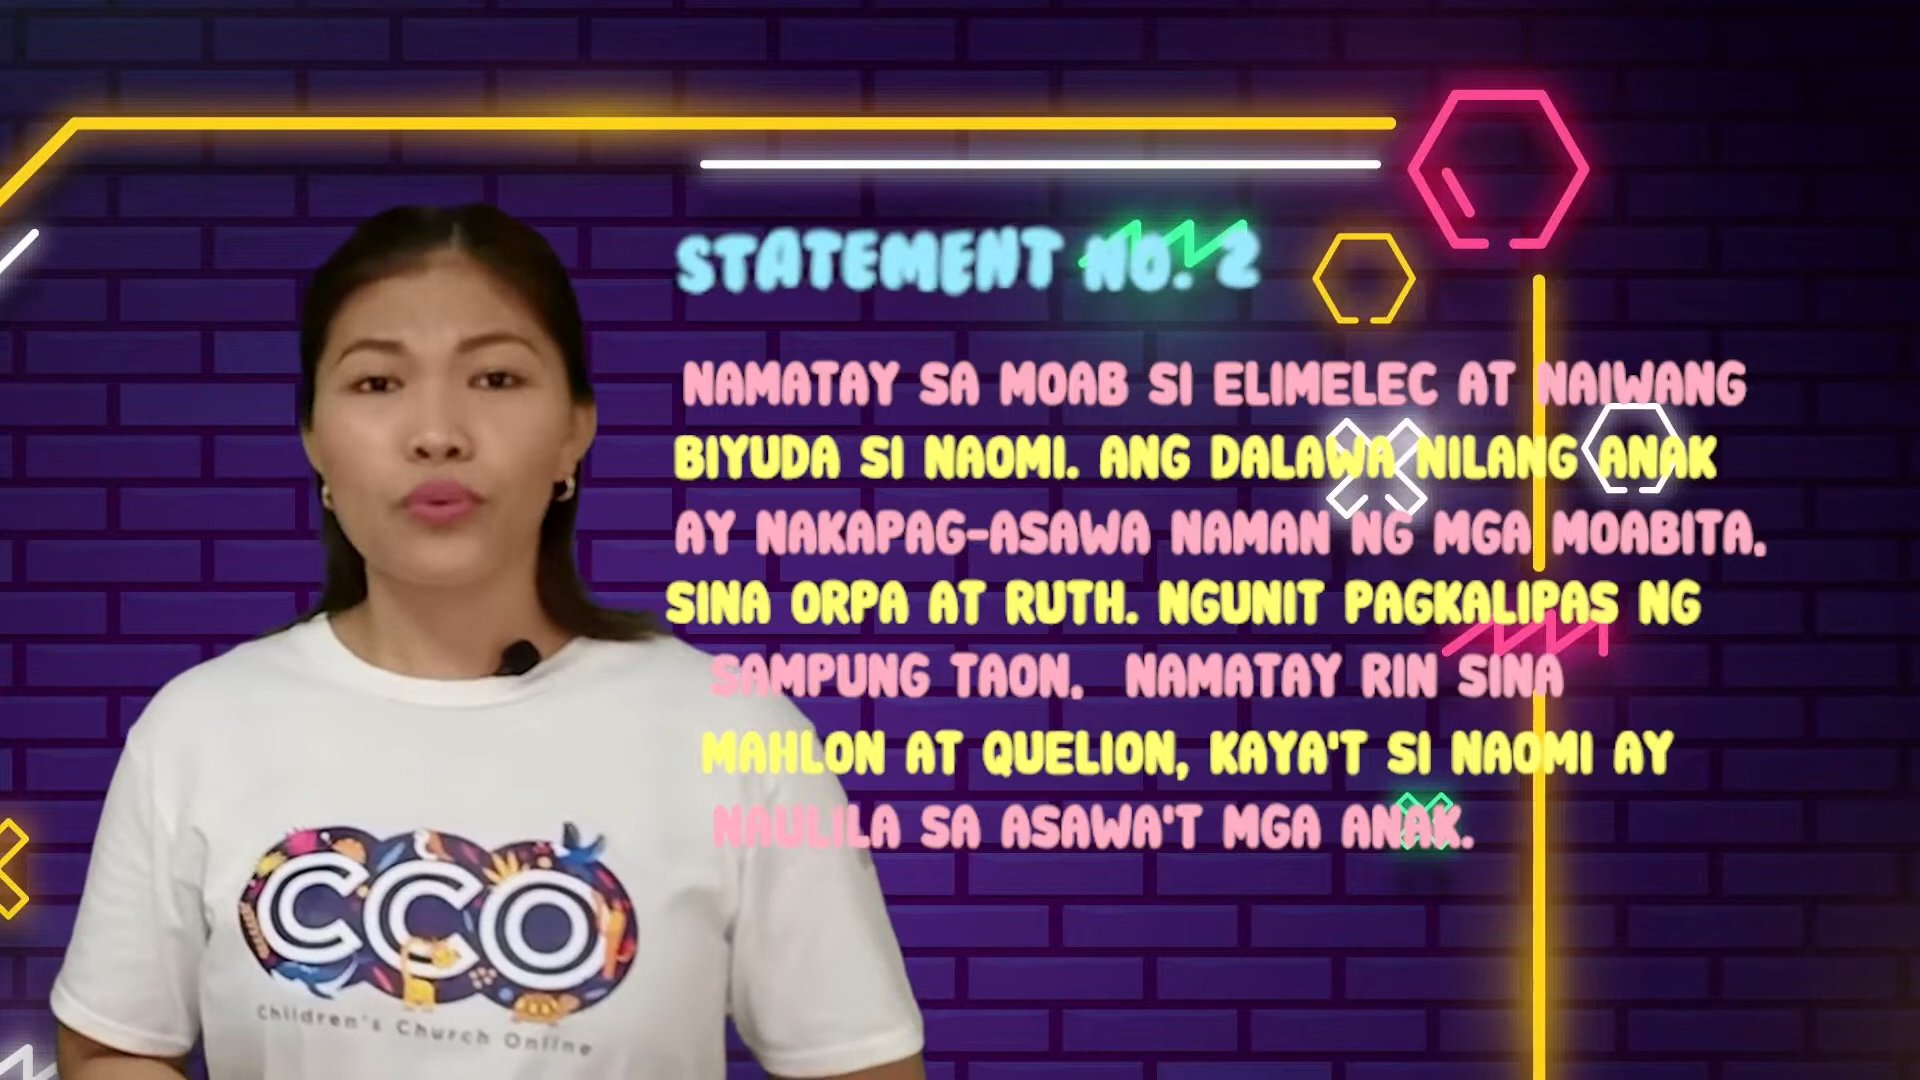 STATEMENT NO. 2
NAMATAY SA MOAB SI ELIMELEC AT NAIWANG
BIYUDA SI NAOMI. ANG DALAWA NILANG ANAK
AY NAKAPAG-ASAWA NAMAN NG MGA MOABITA,
SINA ORPA AT RUTH. NGUNIT PAGKALIPAS NG
SAMPUNG TAON, NAMATAY RIN SINA
MAHLON AT QUELION, KAYA'T SI NAOMI AY
NAULILA SA ASAWA'T MGA ANAK.
CCO
Children's Church Online